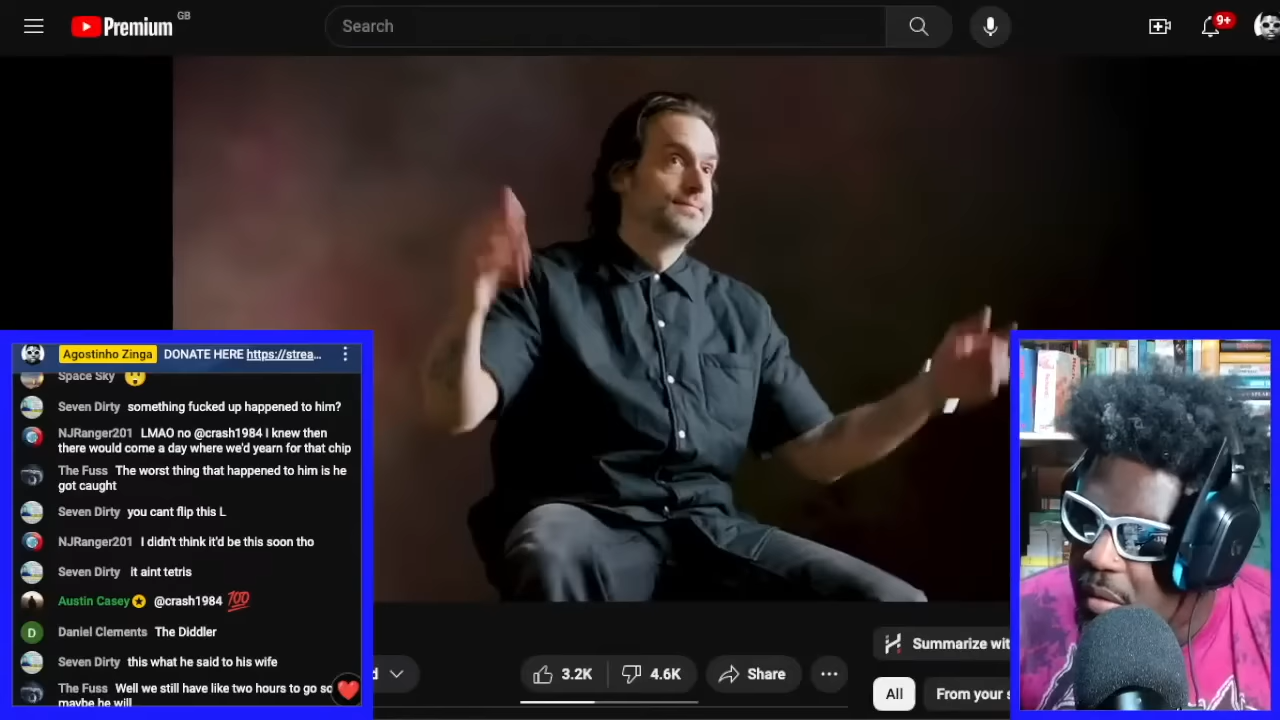 Premium GB
Search
9+
Agostinho Zinga DONATE HERE https://strea...
Space Sky 😮
Seven Dirty something fucked up happened to him?
NJRanger201 LMAO no @crash1984 I knew then
there would come a day where we'd yearn for that chip
The Fuss The worst thing that happened to him is he
got caught
Seven Dirty you cant flip this L
NJRanger201 I didn't think it'd be this soon tho
Seven Dirty it aint tetris
Austin Casey @crash1984 💯
D Daniel Clements The Diddler
Seven Dirty this what he said to his wife
The Fuss Well we still have like two hours to go so
maybe he will
d
3.2K
4.6K
Share
Summarize wit
All
From your s